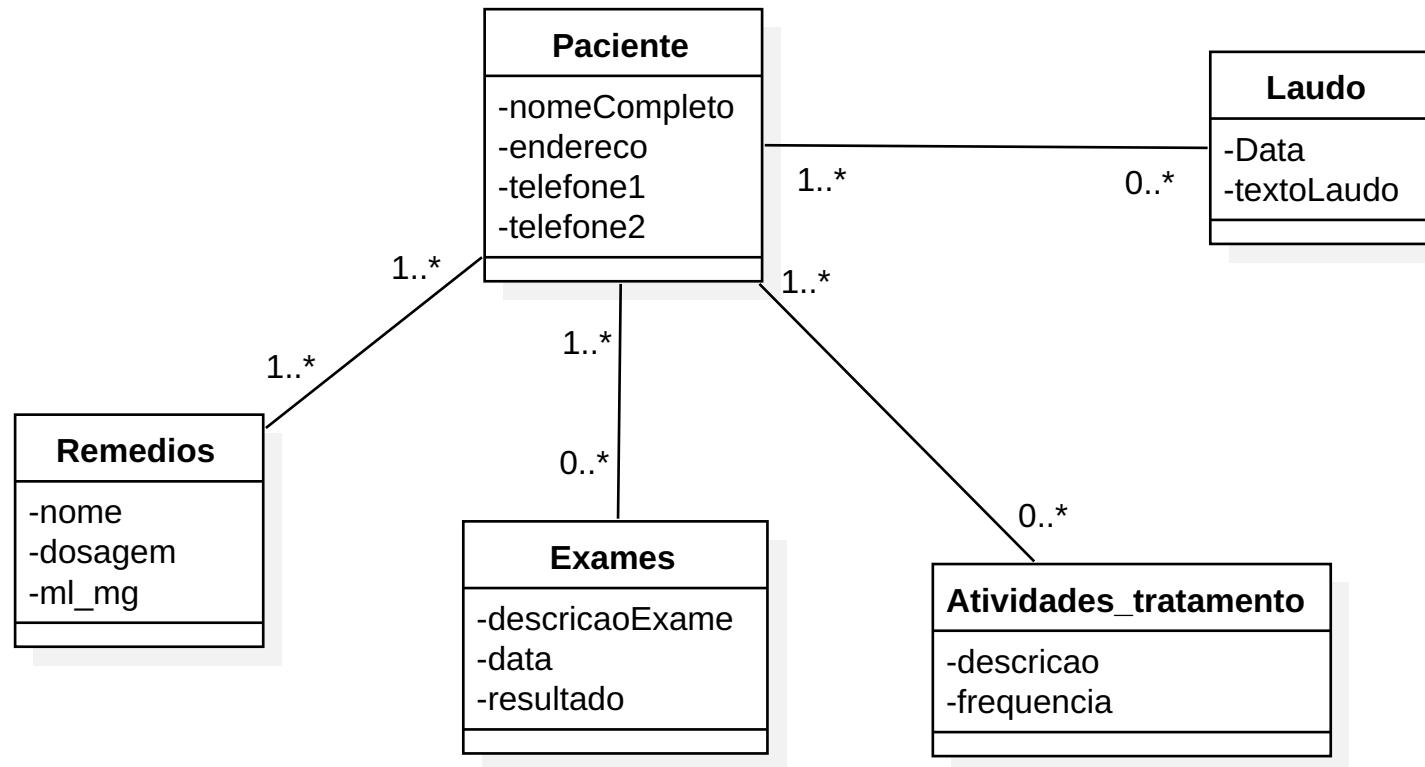 Paciente
-nomeCompleto
-endereco
-telefone1
-telefone2
Laudo
-Data
-textoLaudo
1..*
0..*
1..*
1..*
1..*
0..*
1..*
0..*
Remedios
-nome
-dosagem
-ml_mg
Exames
-descricaoExame
-data
-resultado
Atividades_tratamento
-descricao
-frequencia